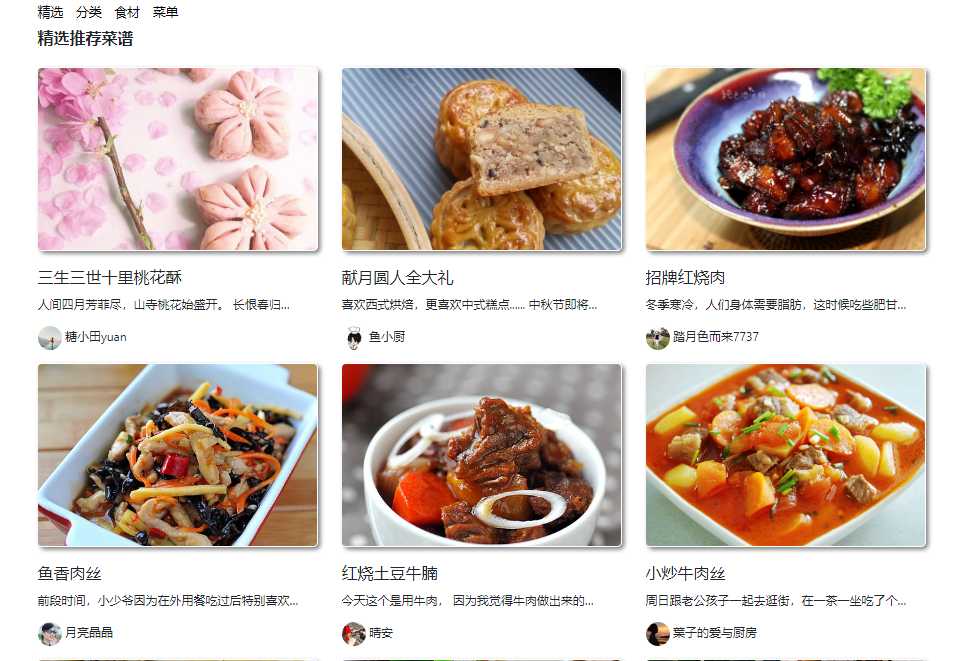 精选 分类 食材 菜单
精选推荐菜谱
三生三世十里桃花酥
人间四月芳菲尽，山寺桃花始盛开。 长恨春归...
糖小田yuan
献月圆人全大礼
喜欢西式烘焙，更喜欢中式糕点...... 中秋节即将...
鱼小厨
招牌红烧肉
冬季寒冷，人们身体需要脂肪，这时候吃些肥甘...
踏月色而来7737
鱼香肉丝
前段时间，小少爷因为在外用餐吃过后特别喜欢...
月亮晶晶
红烧土豆牛腩
今天这个是用牛肉， 因为我觉得牛肉做出来的...
晴安
小炒牛肉丝
周日跟老公孩子一起去逛街，在一茶一坐吃了个...
葉子的爱与厨房